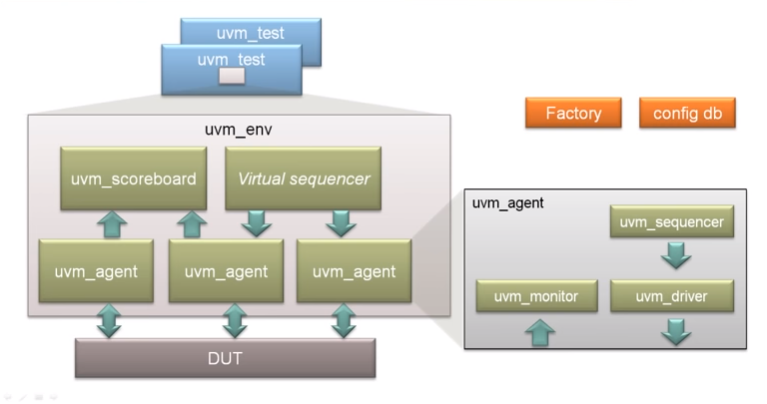 uvm_test
uvm_test
uvm_env
uvm_scoreboard
Virtual sequencer
uvm_agent
uvm_agent
uvm_agent
DUT
Factory
config db
uvm_agent
uvm_sequencer
uvm_monitor
uvm_driver